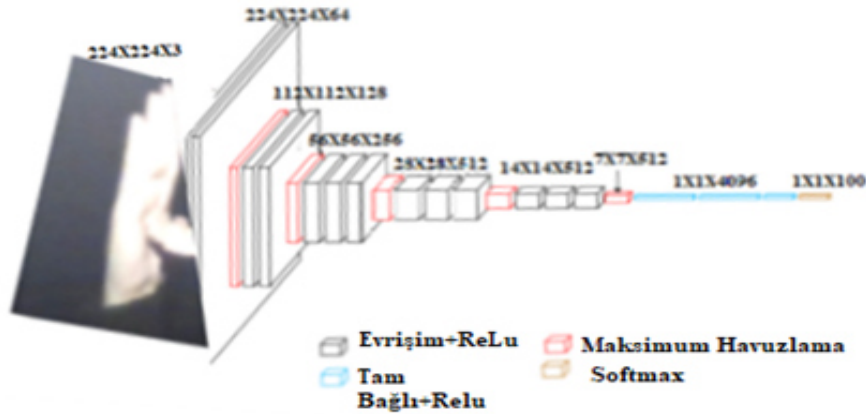 224X224X64
224X224X3
112X112X128
56X56X256
28X28X512
14X14X512
7X7X512
1X1X4096
1X1X100
Evrişim+ReLu
Maksimum Havuzlama
Tam
Bağlı+Relu
Softmax